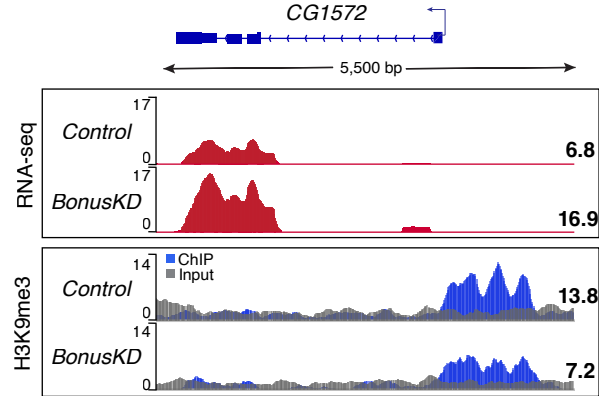 CG1572
5,500 bp
RNA-seq
Control
17
0
6.8
BonusKD
17
0
16.9
H3K9me3
Control
14
0
ChIP
Input
13.8
BonusKD
14
0
7.2